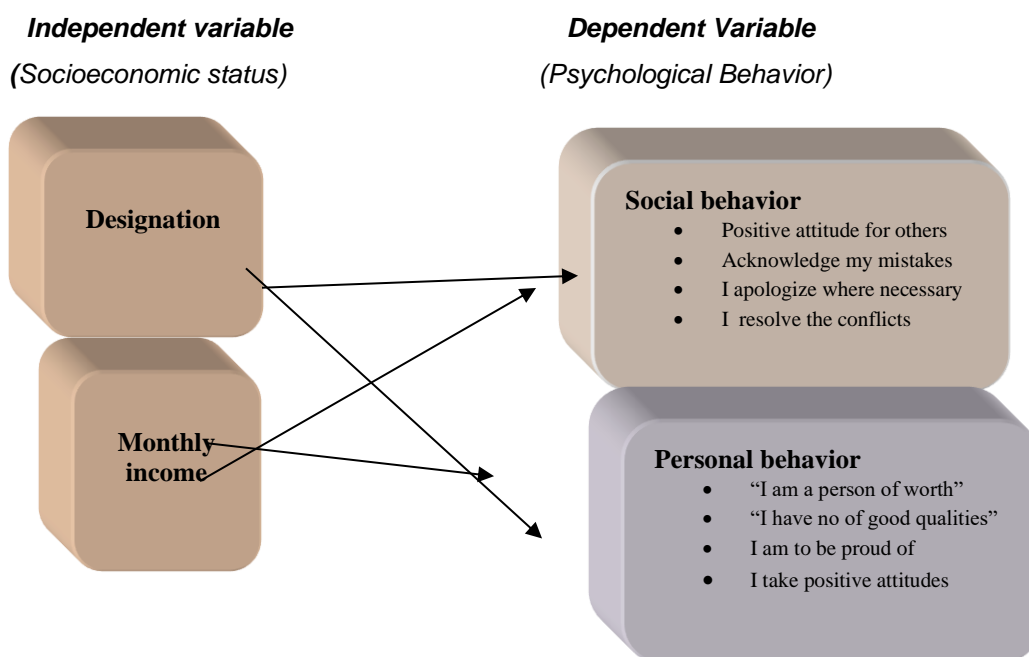 Independent variable
(Socioeconomic status)
Dependent Variable
(Psychological Behavior)
Designation
Monthly
income
Social behavior
• Positive attitude for others
• Acknowledge my mistakes
• I apologize where necessary
• I resolve the conflicts
Personal behavior
• “I am a person of worth”
• “I have no of good qualities”
• I am to be proud of
• I take positive attitudes